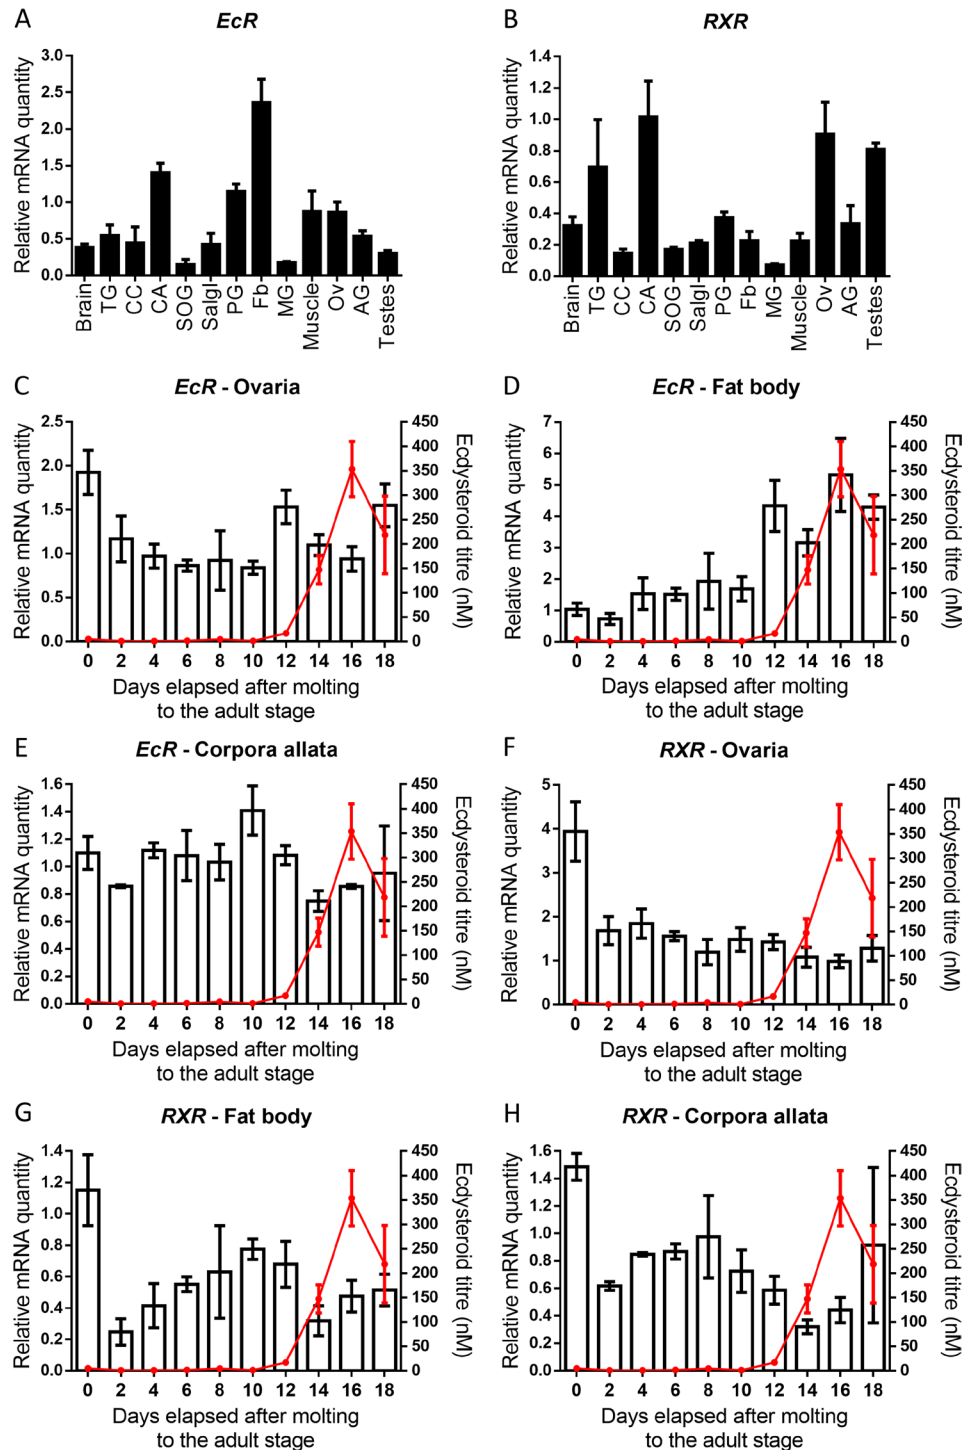 A
EcR
Relative mRNA quantity
3.0
2.5
2.0
1.5
1.0
0.5
0.0
Brain
TG
CC
CA
SOG
Salgl
PG
Fb
MG
Muscle
Ov
AG
Testes
B
RXR
Relative mRNA quantity
1.4
1.2
1.0
0.8
0.6
0.4
0.2
0.0
Brain
TG
CC
CA
SOG
Salgl
PG
Fb
MG
Muscle
Ov
AG
Testes
C
EcR - Ovaria
Relative mRNA quantity
2.5
2.0
1.5
1.0
0.5
0.0
450
400
350
300
250
200
150
100
50
0
Ecdysteroid titre (nM)
0 2 4 6 8 10 12 14 16 18
Days elapsed after molting
to the adult stage
D
EcR - Fat body
Relative mRNA quantity
7
6
5
4
3
2
1
0
450
400
350
300
250
200
150
100
50
0
Ecdysteroid titre (nM)
0 2 4 6 8 10 12 14 16 18
Days elapsed after molting
to the adult stage
E
EcR - Corpora allata
Relative mRNA quantity
1.6
1.4
1.2
1.0
0.8
0.6
0.4
0.2
0.0
450
400
350
300
250
200
150
100
50
0
Ecdysteroid titre (nM)
0 2 4 6 8 10 12 14 16 18
Days elapsed after molting
to the adult stage
F
RXR - Ovaria
Relative mRNA quantity
5
4
3
2
1
0
450
400
350
300
250
200
150
100
50
0
Ecdysteroid titre (nM)
0 2 4 6 8 10 12 14 16 18
Days elapsed after molting
to the adult stage
G
RXR - Fat body
Relative mRNA quantity
1.4
1.2
1.0
0.8
0.6
0.4
0.2
0.0
450
400
350
300
250
200
150
100
50
0
Ecdysteroid titre (nM)
0 2 4 6 8 10 12 14 16 18
Days elapsed after molting
to the adult stage
H
RXR - Corpora allata
Relative mRNA quantity
1.6
1.4
1.2
1.0
0.8
0.6
0.4
0.2
0.0
450
400
350
300
250
200
150
100
50
0
Ecdysteroid titre (nM)
0 2 4 6 8 10 12 14 16 18
Days elapsed after molting
to the adult stage